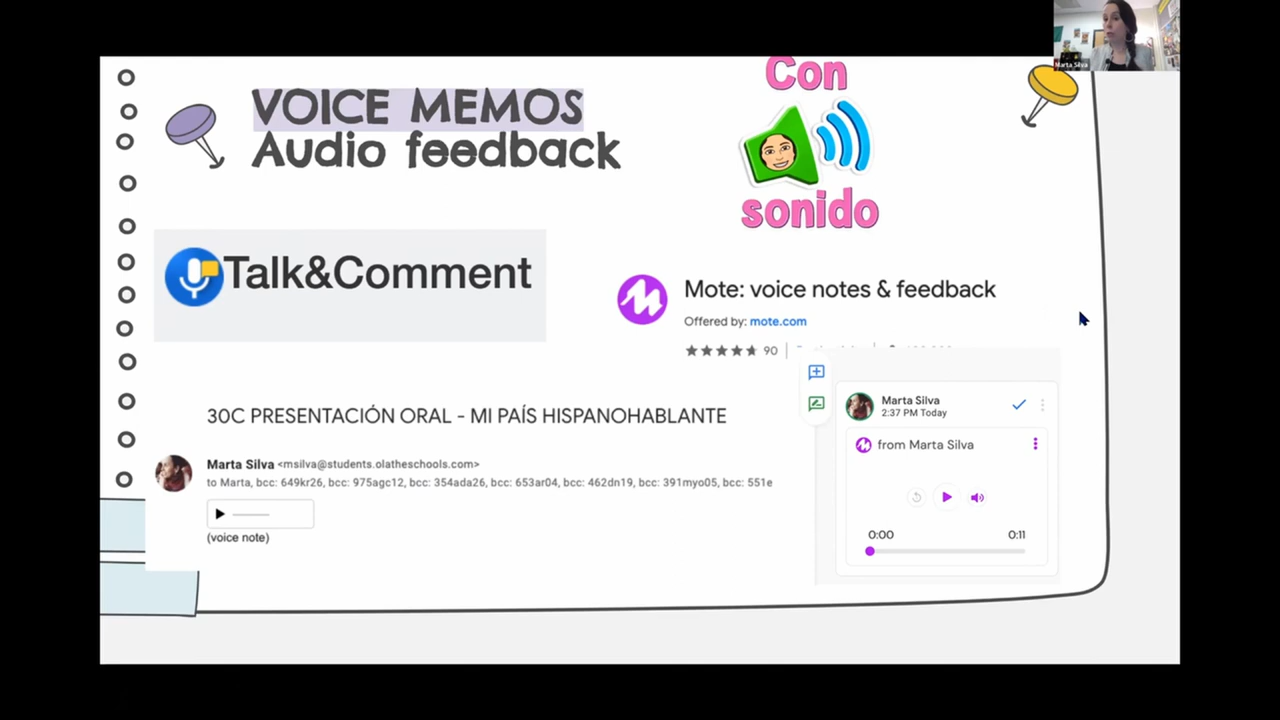 Marta Silva
Con
sonido
VOICE MEMOS
Audio feedback
Talk&Comment
Mote: voice notes & feedback
Offered by: mote.com
90
30C PRESENTACIÓN ORAL - MI PAÍS HISPANOHABLANTE
Marta Silva <msilva@students.olatheschools.com>
to Marta, bcc: 649kr26, bcc: 975agc12, bcc: 354ada26, bcc: 653ar04, bcc: 462dn19, bcc: 391myo05, bcc: 551e
(voice note)
Marta Silva
2:37 PM Today
from Marta Silva
0:00 0:11